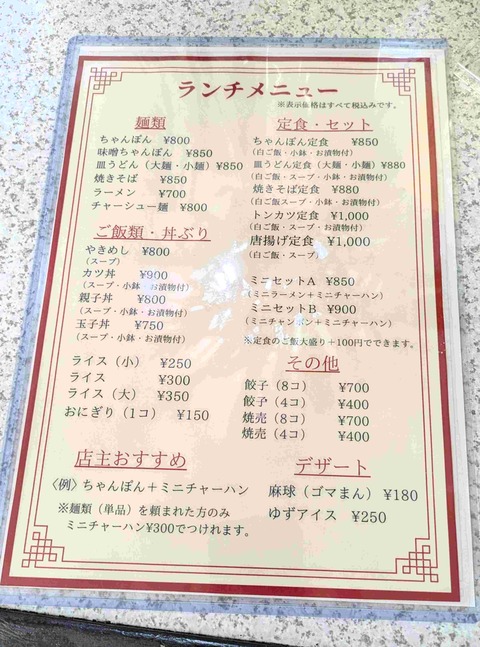 ランチメニュー
※表示価格はすべて税込みです。
麺類
ちゃんぽん ¥800
味噌ちゃんぽん ¥850
皿うどん（太麺・小麺）¥850
焼きそば ¥850
ラーメン ¥700
チャーシュー麺 ¥800
ご飯類・丼ぶり
やきめし ¥800
（スープ）
カツ丼 ¥900
（スープ・小鉢・お漬物付）
親子丼 ¥800
（スープ・小鉢・お漬物付）
玉子丼 ¥750
（スープ・小鉢・お漬物付）
ライス（小） ¥250
ライス ¥300
ライス（大） ¥350
おにぎり（1コ） ¥150
店主おすすめ
〈例〉ちゃんぽん＋ミニチャーハン
※麺類（単品）を頼まれた方のみ
ミニチャーハン¥300でつけれます。
定食・セット
ちゃんぽん定食 ¥850
（白ご飯・小鉢・お漬物付）
皿うどん定食（太麺・小麺）¥880
（白ご飯・スープ・小鉢・お漬物付）
焼きそば定食 ¥880
（白ご飯・スープ・小鉢・お漬物付）
トンカツ定食 ¥1,000
（白ご飯・スープ・小鉢・お漬物付）
唐揚げ定食 ¥1,000
（白ご飯・スープ）
ミニセットA ¥850
（ミニラーメン＋ミニチャーハン）
ミニセットB ¥900
（ミニチャンポン＋ミニチャーハン）
※定食のご飯大盛り＋100円でできます。
その他
餃子（8コ） ¥700
餃子（4コ） ¥400
焼売（8コ） ¥700
焼売（4コ） ¥400
デザート
麻球（ゴマまん）¥180
ゆずアイス ¥250